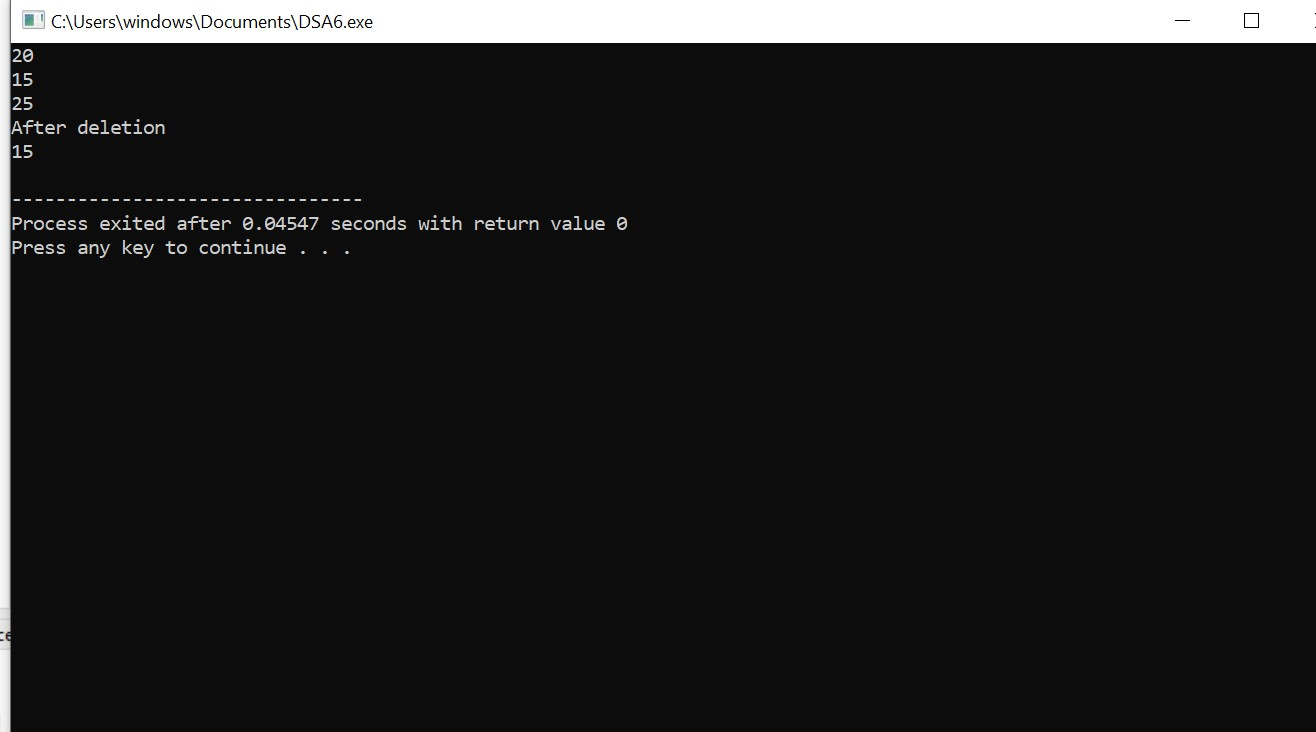 C:\Users\windows\Documents\DSA6.exe
20
15
25
After deletion
15
--------------------------------
Process exited after 0.04547 seconds with return value 0
Press any key to continue . . .